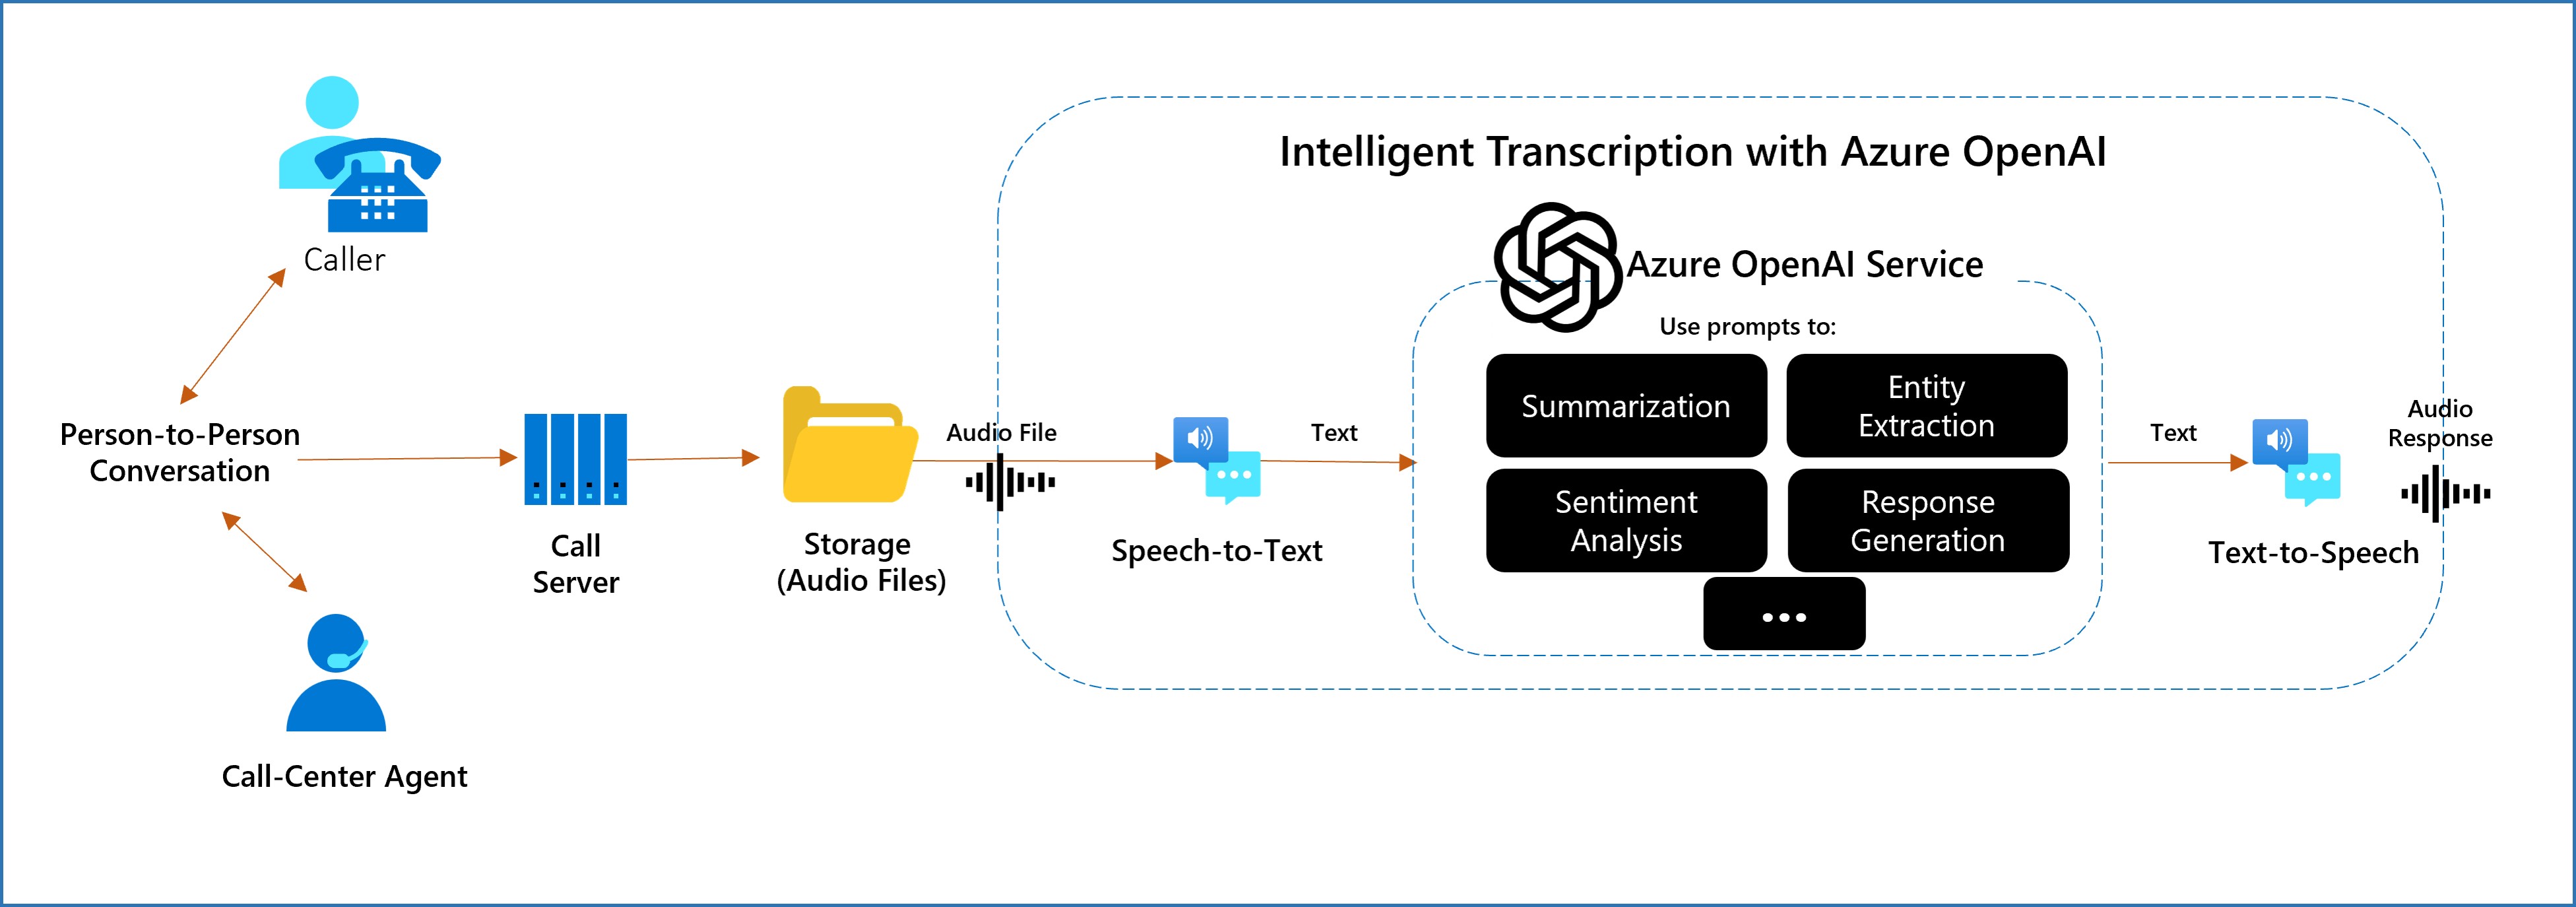 Intelligent Transcription with Azure OpenAI
Caller
Azure OpenAI Service
Use prompts to:
Person-to-Person
Conversation
Call
Server
Storage
(Audio Files)
Audio File
Speech-to-Text
Text
Summarization
Entity
Extraction
Sentiment
Analysis
Response
Generation
...
Text
Text-to-Speech
Audio
Response
Call-Center Agent